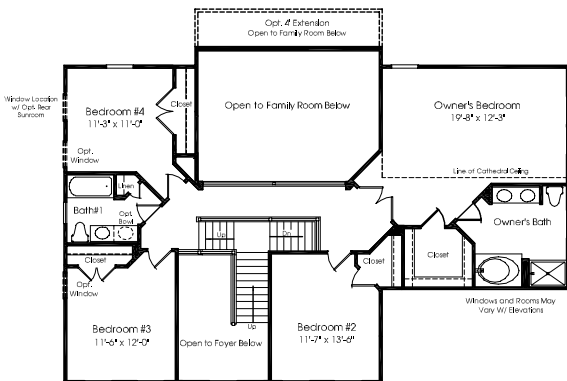 Opt. 4' Extension
Open to Family Room Below
Window Location
w/ Opt. Rear
Sunroom
Bedroom #4
11'-3" x 11'-0"
Closet
Open to Family Room Below
Owner's Bedroom
19'-8" x 12'-3"
Opt.
Window
Line of Cathedral Ceiling
Linen
Bath#1
Opt.
Bowl
Owner's Bath
Up
Dn
Closet
Closet
Closet
Opt.
Window
Windows and Rooms May
Vary W/ Elevations
Bedroom #3
11'-6" x 12'-0"
Up
Bedroom #2
11'-7" x 13'-6"
Open to Foyer Below